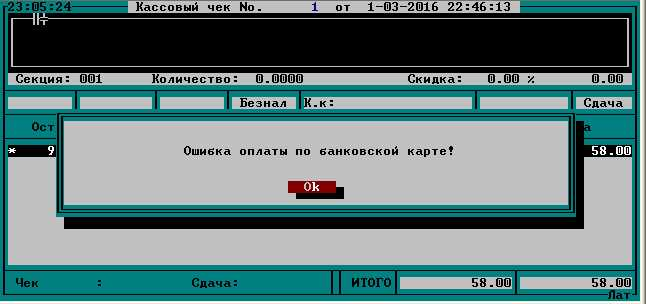 23:05:24 Кассовый чек No. 1 от 1-03-2016 22:46:13
Секция: 001 Количество: 0.0000 Скидка: 0.00 % 0.00
Безнал К.к: Сдача
Ост а
Ошибка оплаты по банковской карте!
* 9 58.00
Ok
Чек : Сдача: ИТОГО 58.00 58.00
Лат